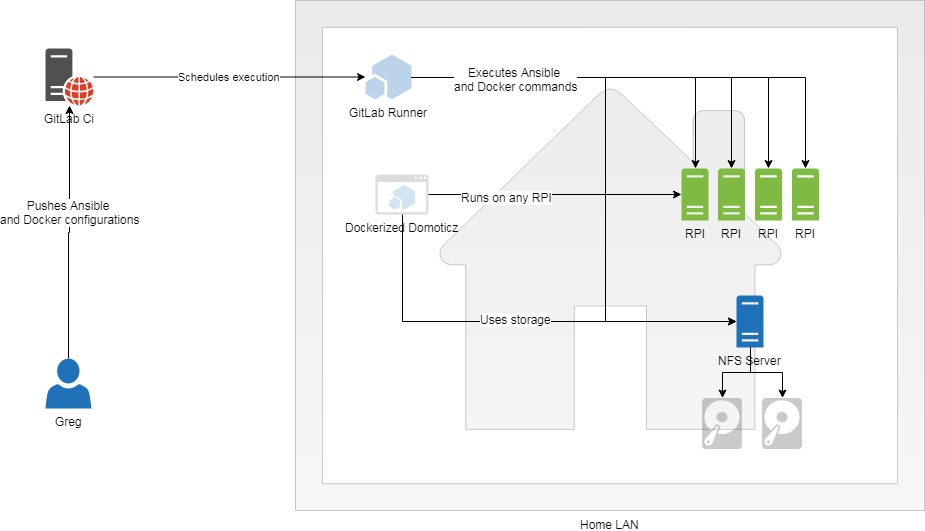 Schedules execution
Executes Ansible
and Docker commands
GitLab Ci
GitLab Runner
Pushes Ansible
and Docker configurations
Runs on any RPI
Dockerized Domoticz
RPI
RPI
RPI
RPI
Uses storage
NFS Server
Greg
Home LAN